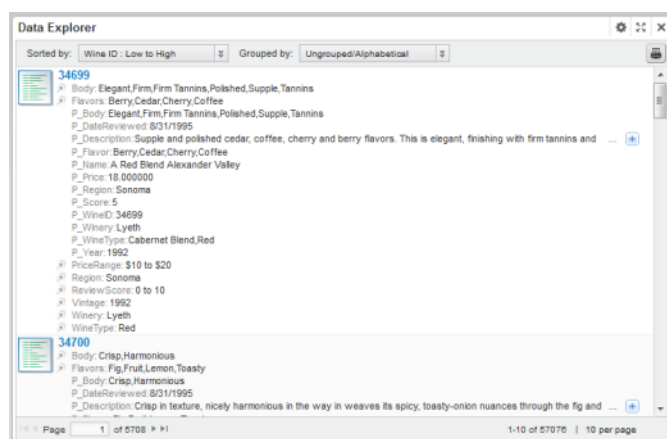 Data Explorer
Sorted by: Wine ID : Low to High Grouped by: Ungrouped/Alphabetical
34699
Body: Elegant,Firm,Firm Tannins,Polished,Supple,Tannins
Flavors: Berry,Cedar,Cherry,Coffee
P_Body: Elegant,Firm,Firm Tannins,Polished,Supple,Tannins
P_DateReviewed: 8/31/1995
P_Description: Supple and polished cedar, coffee, cherry and berry flavors. This is elegant, finishing with firm tannins and ...
P_Flavor: Berry,Cedar,Cherry,Coffee
P_Name: A Red Blend Alexander Valley
P_Price: 18.000000
P_Region: Sonoma
P_Score: 5
P_WineID: 34699
P_Winery: Lyeth
P_WineType: Cabernet Blend,Red
P_Year: 1992
PriceRange: $10 to $20
Region: Sonoma
ReviewScore: 0 to 10
Vintage: 1992
Winery: Lyeth
WineType: Red
34700
Body: Crisp,Harmonious
Flavors: Fig,Fruit,Lemon,Toasty
P_Body: Crisp,Harmonious
P_DateReviewed: 8/31/1995
P_Description: Crisp in texture, nicely harmonious in the way in weaves its spicy, toasty-onion nuances through the fig and ...
Page 1 of 5708 1-10 of 57076 | 10 per page